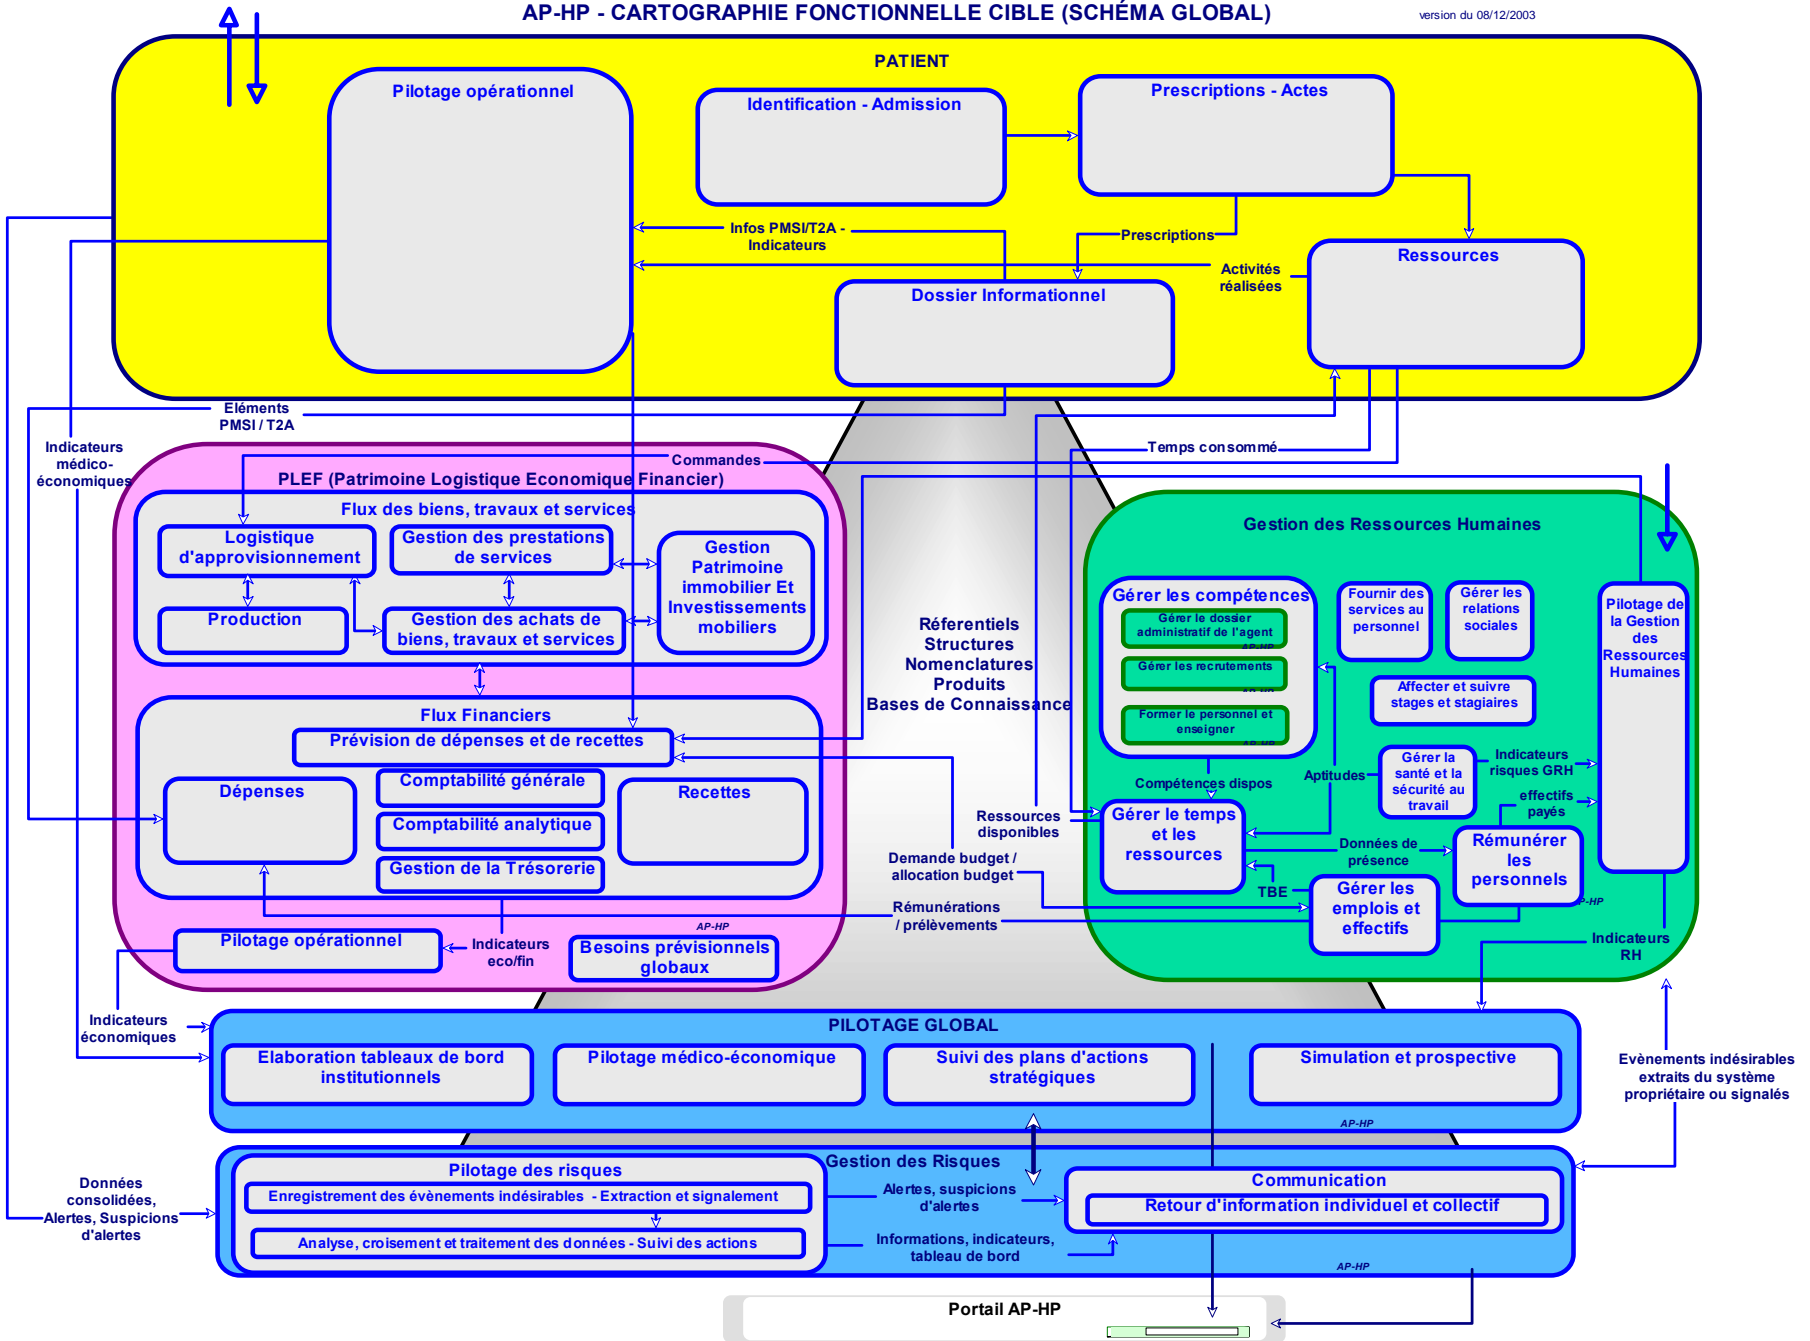 AP-HP - CARTOGRAPHIE FONCTIONNELLE CIBLE (SCHÉMA GLOBAL)
version du 08/12/2003
PATIENT
Pilotage opérationnel
Identification - Admission
Prescriptions - Actes
Infos PMSI/T2A -
Indicateurs
Prescriptions
Ressources
Activités
réalisées
Dossier Informationnel
Eléments
PMSI / T2A
Indicateurs
médico-
économiques
Temps consommé
Commandes
PLEF (Patrimoine Logistique Economique Financier)
Flux des biens, travaux et services
Logistique
d'approvisionnement
Gestion des prestations
de services
Gestion
Patrimoine
immobilier Et
Investissements
mobiliers
Production
Gestion des achats de
biens, travaux et services
Flux Financiers
Prévision de dépenses et de recettes
Dépenses
Comptabilité générale
Comptabilité analytique
Gestion de la Trésorerie
Recettes
AP-HP
Pilotage opérationnel
Indicateurs
eco/fin
Besoins prévisionnels
globaux
Réferentiels
Structures
Nomenclatures
Produits
Bases de Connaissance
Ressources
disponibles
Demande budget /
allocation budget
Rémunérations
/ prélèvements
Gestion des Ressources Humaines
Gérer les compétences
Gérer le dossier
administratif de l'agent
AP-HP
Gérer les recrutements
AP-HP
Former le personnel et
enseigner
AP-HP
Fournir des
services au
personnel
Gérer les
relations
sociales
Pilotage de
la Gestion
des
Ressources
Humaines
Affecter et suivre
stages et stagiaires
Compétences dispos
Aptitudes
Gérer la
santé et la
sécurité au
travail
Indicateurs
risques GRH
effectifs
payés
Gérer le temps
et les
ressources
Données de
présence
Rémunérer
les
personnels
TBE
Gérer les
emplois et
effectifs
P-HP
Indicateurs
RH
Indicateurs
économiques
PILOTAGE GLOBAL
Elaboration tableaux de bord
institutionnels
Pilotage médico-économique
Suivi des plans d'actions
stratégiques
Simulation et prospective
AP-HP
Evènements indésirables
extraits du système
propriétaire ou signalés
Gestion des Risques
Pilotage des risques
Enregistrement des évènements indésirables - Extraction et signalement
Analyse, croisement et traitement des données - Suivi des actions
Données
consolidées,
Alertes, Suspicions
d'alertes
Alertes, suspicions
d'alertes
Informations, indicateurs,
tableau de bord
Communication
Retour d'information individuel et collectif
AP-HP
Portail AP-HP